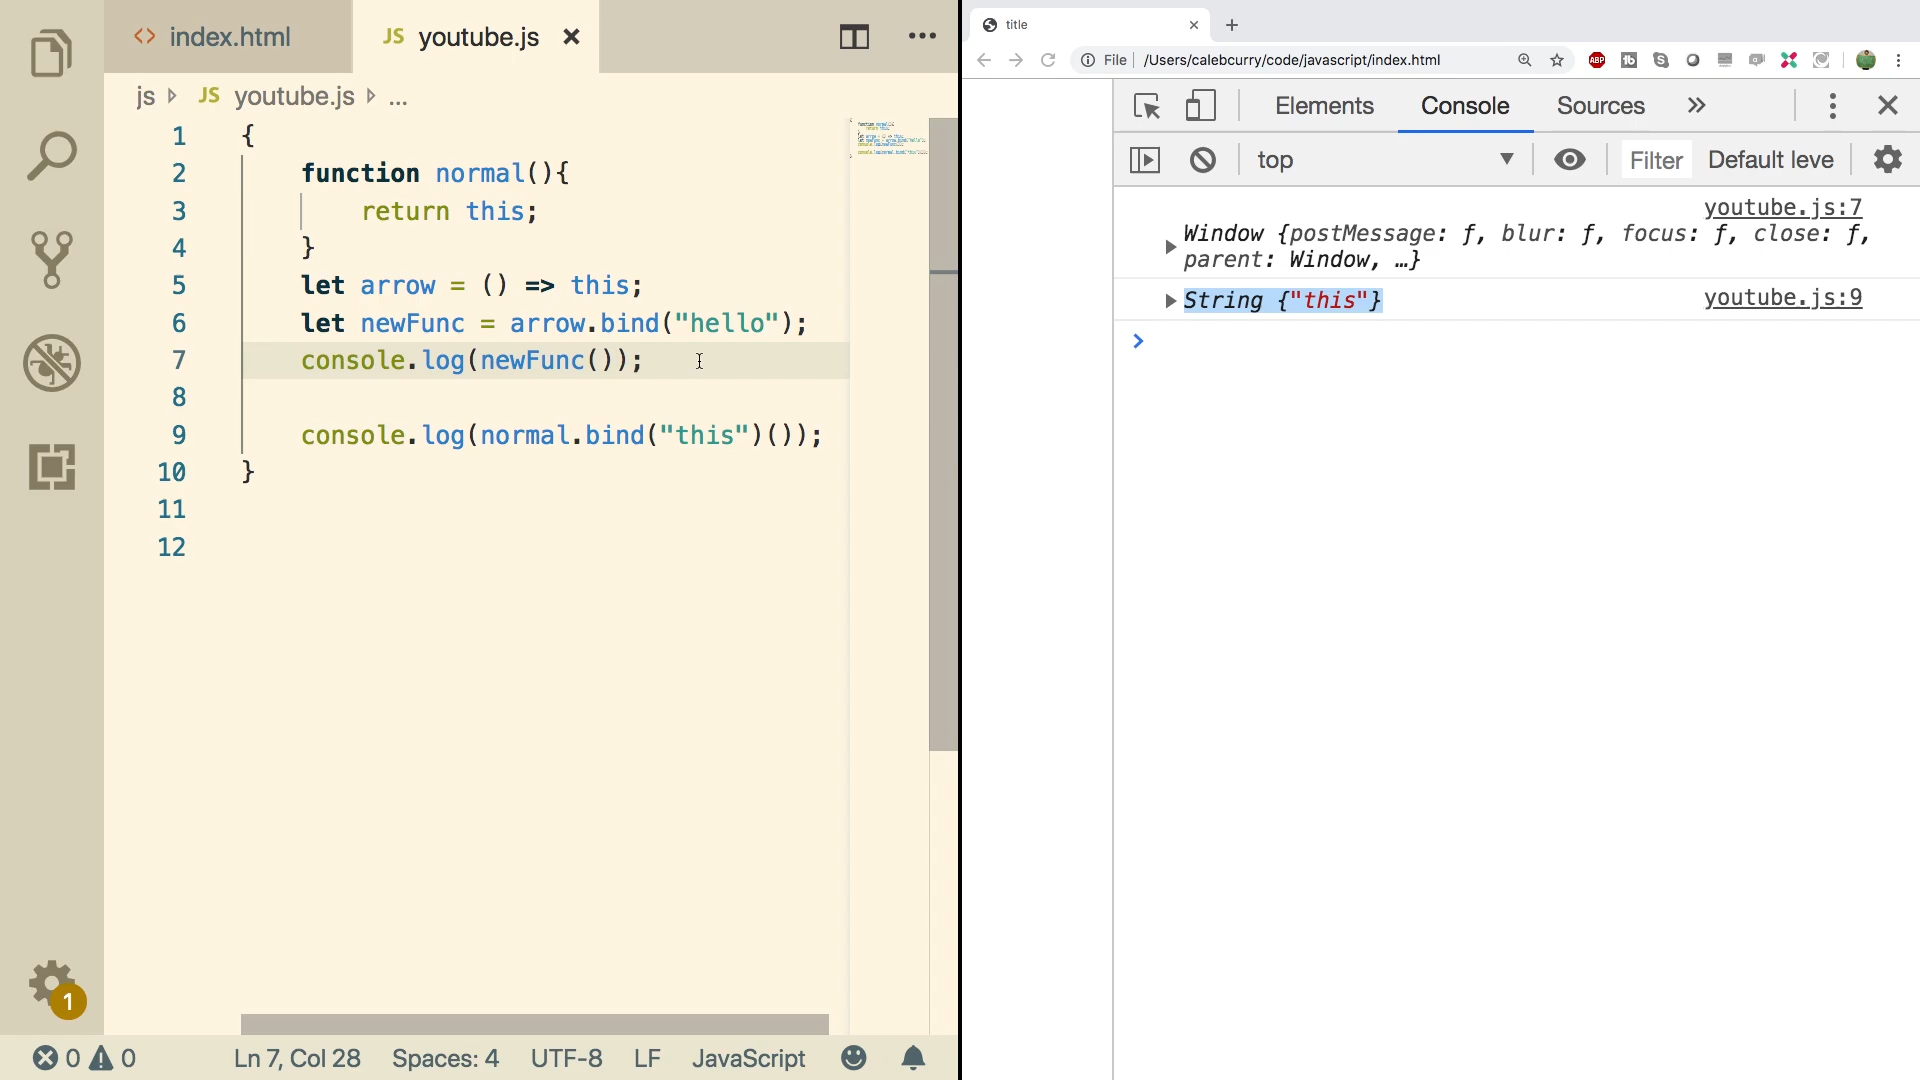 index.html
JS youtube.js
js JS youtube.js ...
1 {
2 function normal(){
3 return this;
4 }
5 let arrow = () => this;
6 let newFunc = arrow.bind("hello");
7 console.log(newFunc());
8
9 console.log(normal.bind("this")());
10 }
11
12
1
0 0 Ln 7, Col 28 Spaces: 4 UTF-8 LF JavaScript
title
File /Users/calebcurry/code/javascript/index.html ABP
Elements Console Sources
top Filter Default leve
youtube.js:7
Window {postMessage: ƒ, blur: ƒ, focus: ƒ, close: ƒ,
parent: Window, …}
String {"this"} youtube.js:9